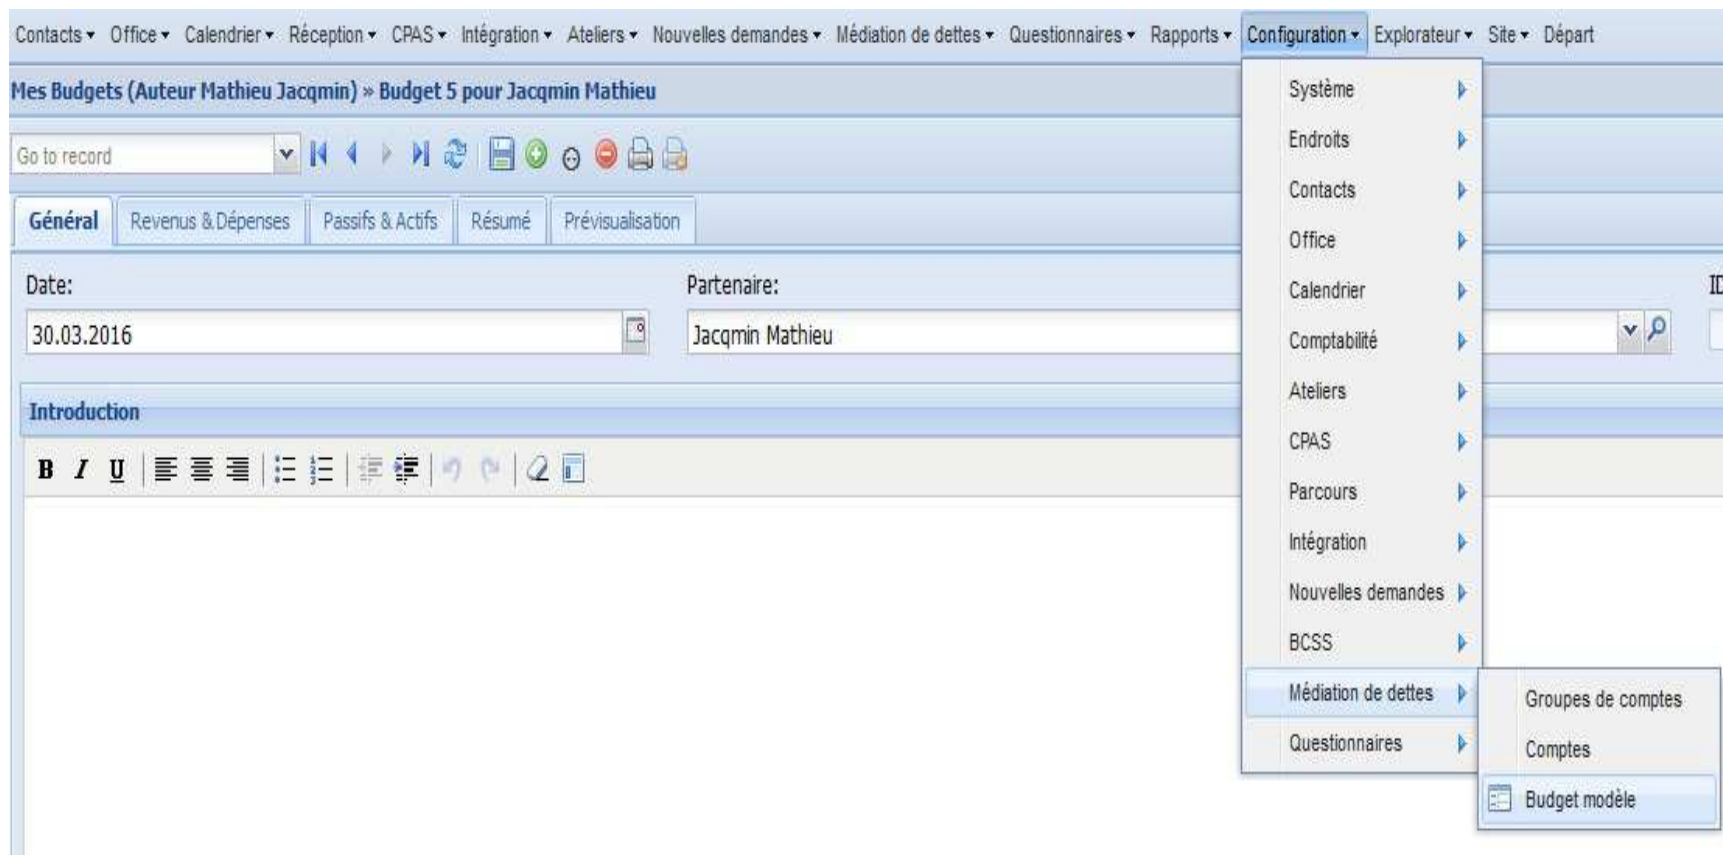 Contacts Office Calendrier Réception CPAS Intégration Ateliers Nouvelles demandes Médiation de dettes Questionnaires Rapports Configuration Explorateur Site Départ
Mes Budgets (Auteur Mathieu Jacqmin) » Budget 5 pour Jacqmin Mathieu
Go to record
Général Revenus & Dépenses Passifs & Actifs Résumé Prévisualisation
Date: Partenaire: ID
30.03.2016 Jacqmin Mathieu
Introduction
B I U
Système
Endroits
Contacts
Office
Calendrier
Comptabilité
Ateliers
CPAS
Parcours
Intégration
Nouvelles demandes
BCSS
Médiation de dettes
Questionnaires
Groupes de comptes
Comptes
Budget modèle